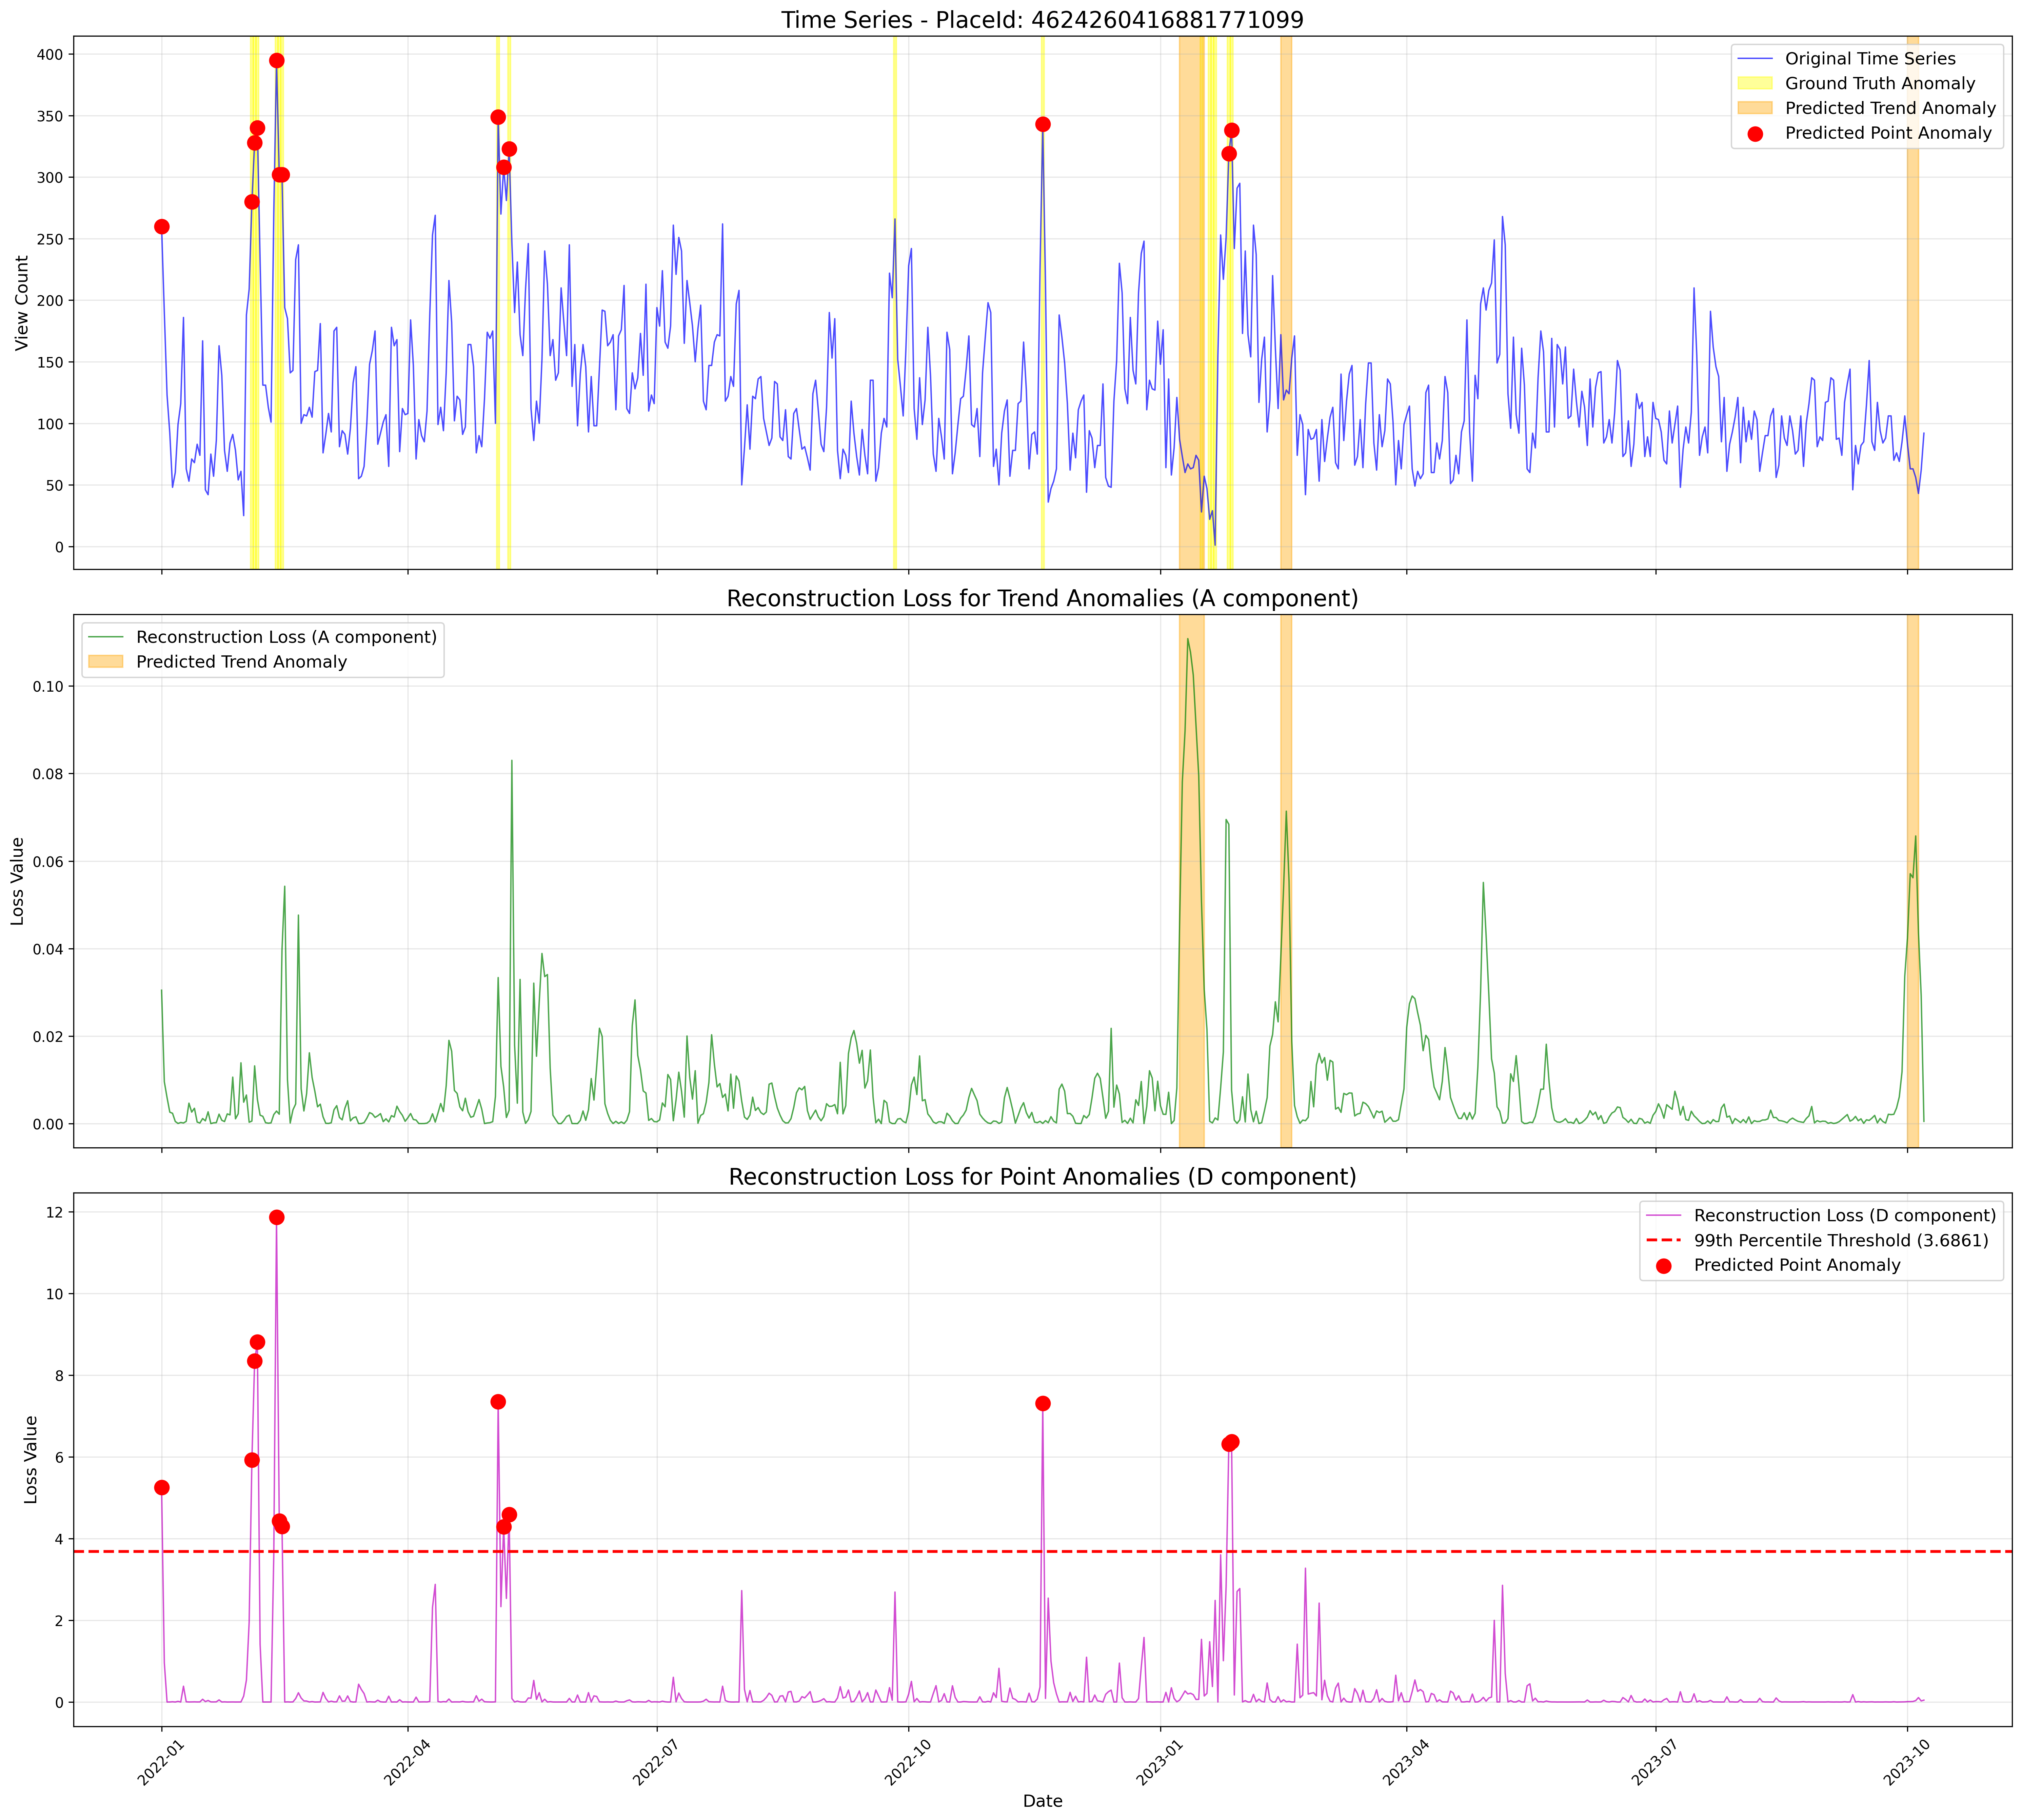 Time Series - PlaceId: 4624260416881771099
400
350
300
250
200
150
100
50
0
View Count
Original Time Series
Ground Truth Anomaly
Predicted Trend Anomaly
Predicted Point Anomaly
Reconstruction Loss for Trend Anomalies (A component)
0.10
0.08
0.06
0.04
0.02
0.00
Loss Value
Reconstruction Loss (A component)
Predicted Trend Anomaly
Reconstruction Loss for Point Anomalies (D component)
12
10
8
6
4
2
0
Loss Value
Reconstruction Loss (D component)
99th Percentile Threshold (3.6861)
Predicted Point Anomaly
2022-01
2022-04
2022-07
2022-10
2023-01
2023-04
2023-07
2023-10
Date